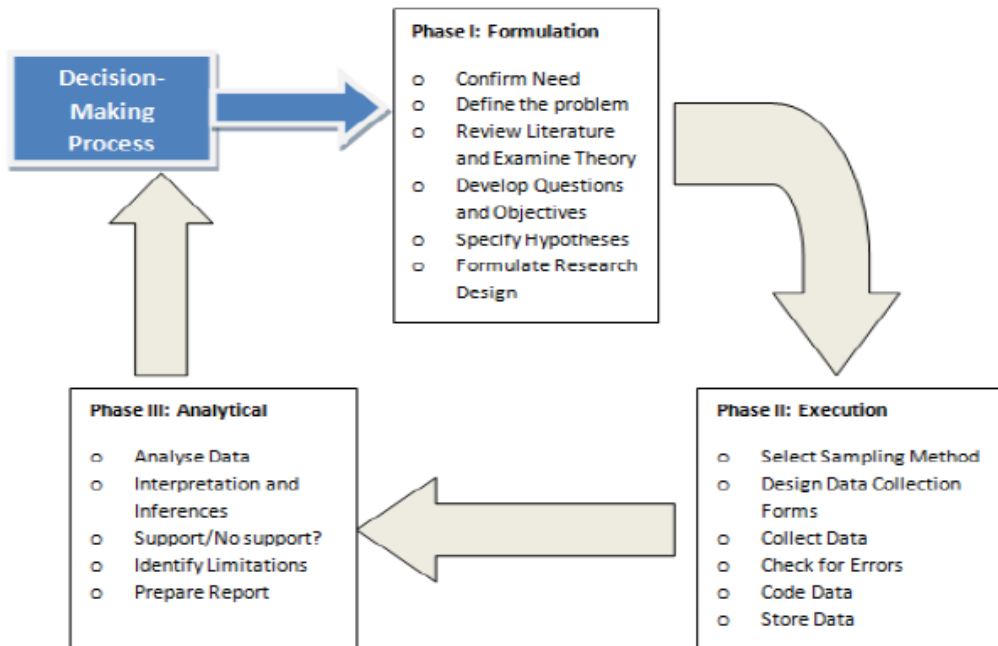 Decision-
Making
Process
Phase I: Formulation
o Confirm Need
o Define the problem
o Review Literature
and Examine Theory
o Develop Questions
and Objectives
o Specify Hypotheses
o Formulate Research
Design
Phase II: Execution
o Select Sampling Method
o Design Data Collection
Forms
o Collect Data
o Check for Errors
o Code Data
o Store Data
Phase III: Analytical
o Analyse Data
o Interpretation and
Inferences
o Support/No support?
o Identify Limitations
o Prepare Report